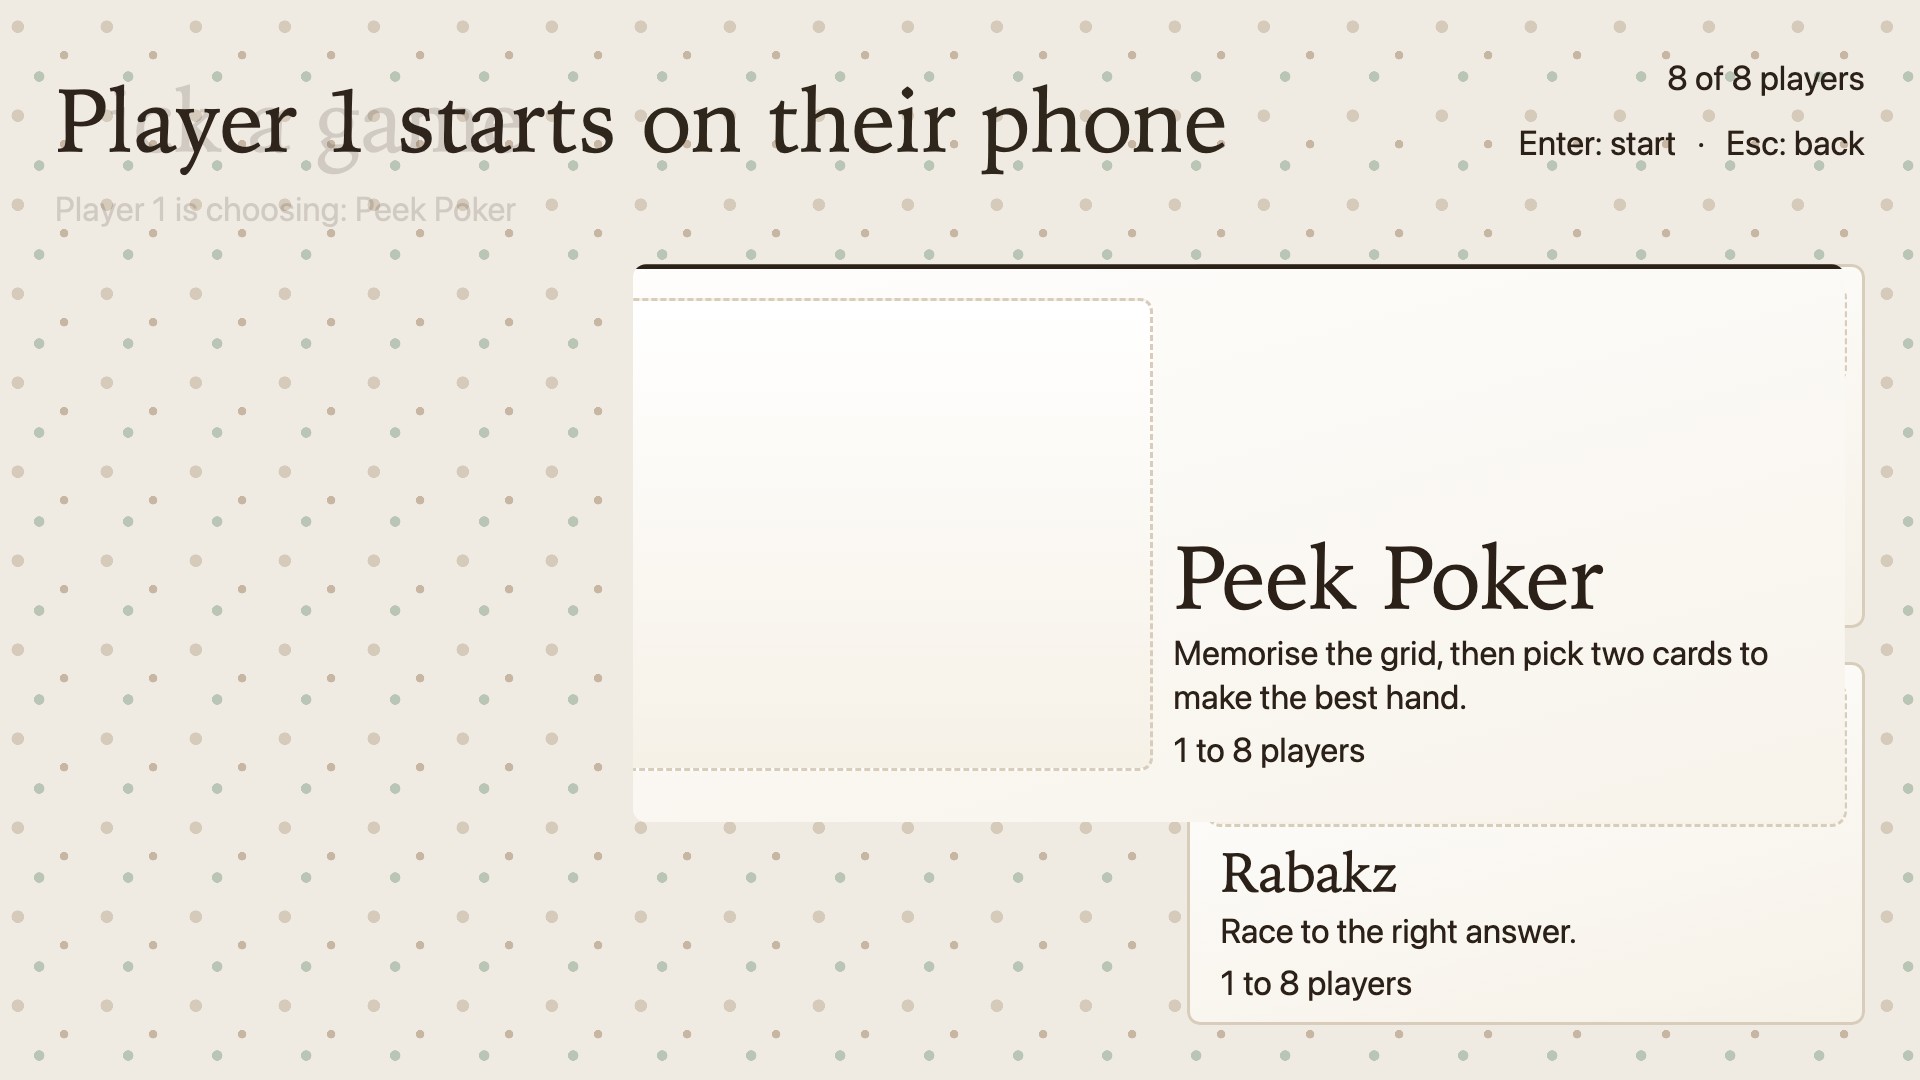 Player 1 starts on their phone
k a game
Player 1 is choosing: Peek Poker
8 of 8 players
Enter: start · Esc: back
Peek Poker
Memorise the grid, then pick two cards to
make the best hand.
1 to 8 players
Rabakz
Race to the right answer.
1 to 8 players